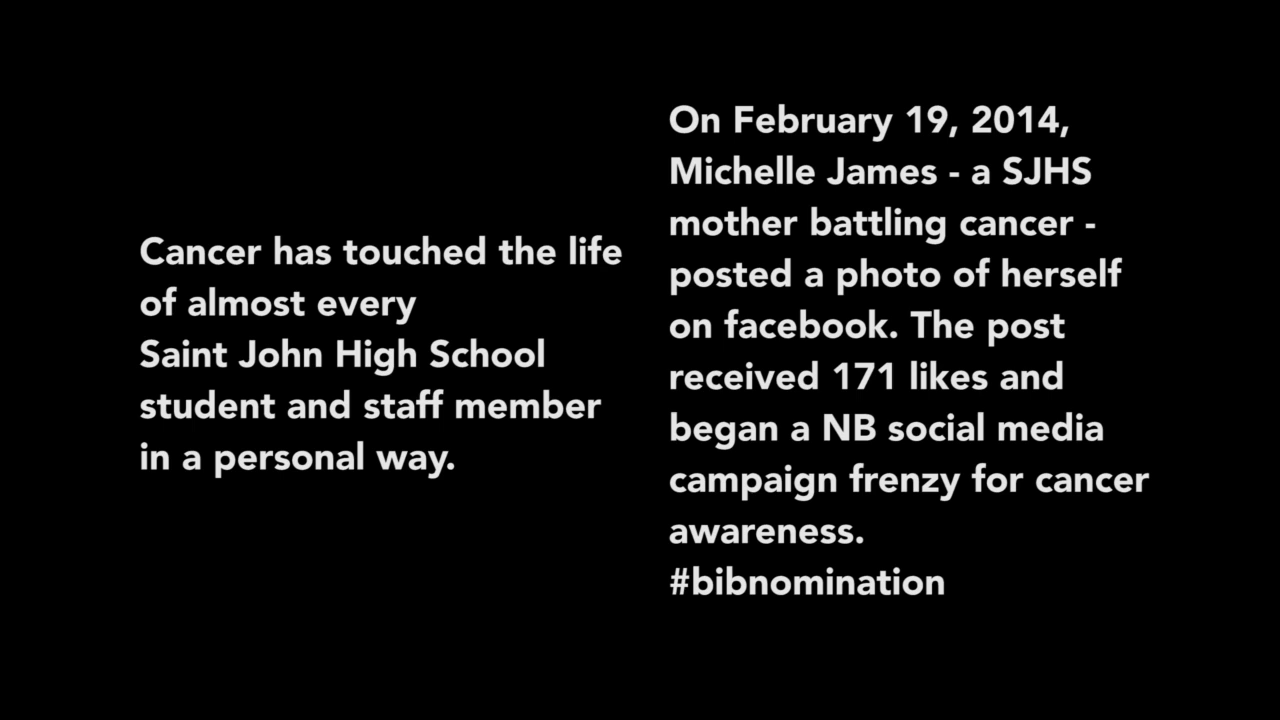 Cancer has touched the life
of almost every
Saint John High School
student and staff member
in a personal way.
On February 19, 2014,
Michelle James - a SJHS
mother battling cancer -
posted a photo of herself
on facebook. The post
received 171 likes and
began a NB social media
campaign frenzy for cancer
awareness.
#bibnomination